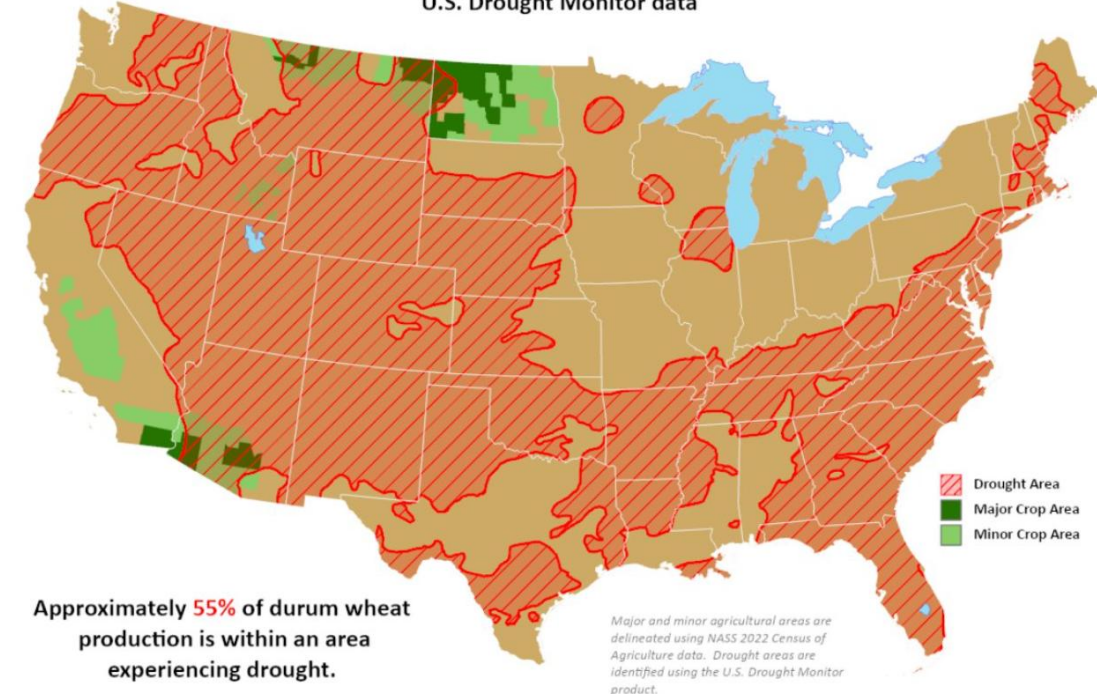 U.S. Drought Monitor data
Drought Area
Major Crop Area
Minor Crop Area
Approximately 55% of durum wheat
production is within an area
experiencing drought.
Major and minor agricultural areas are
delineated using NASS 2022 Census of
Agriculture data. Drought areas are
identified using the U.S. Drought Monitor
product.